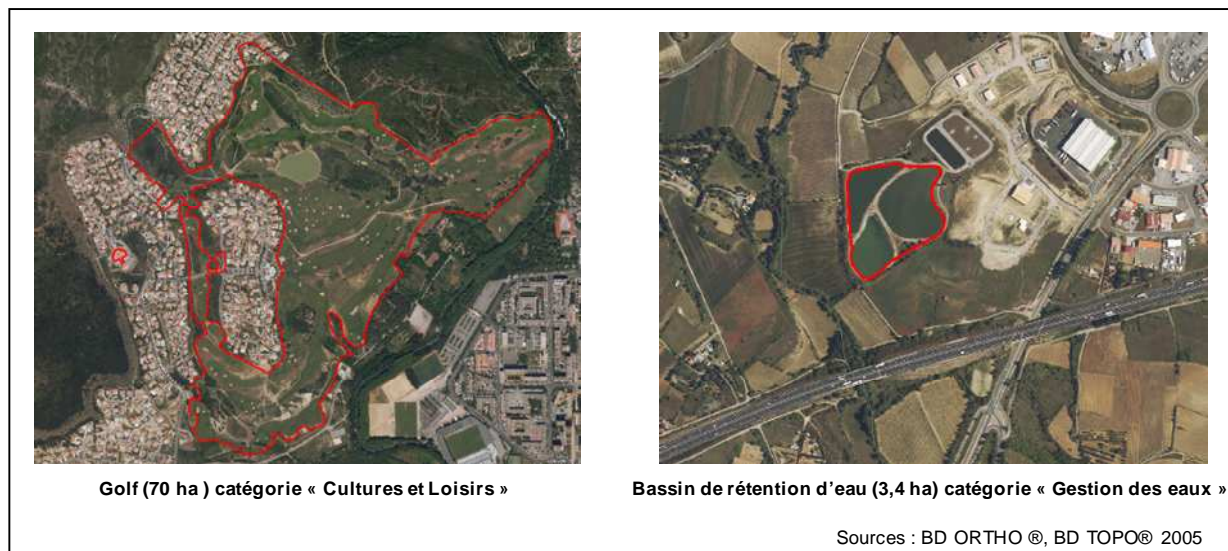 Golf (70 ha ) catégorie « Cultures et Loisirs »
Bassin de rétention d’eau (3,4 ha) catégorie « Gestion des eaux »
Sources : BD ORTHO ®, BD TOPO® 2005